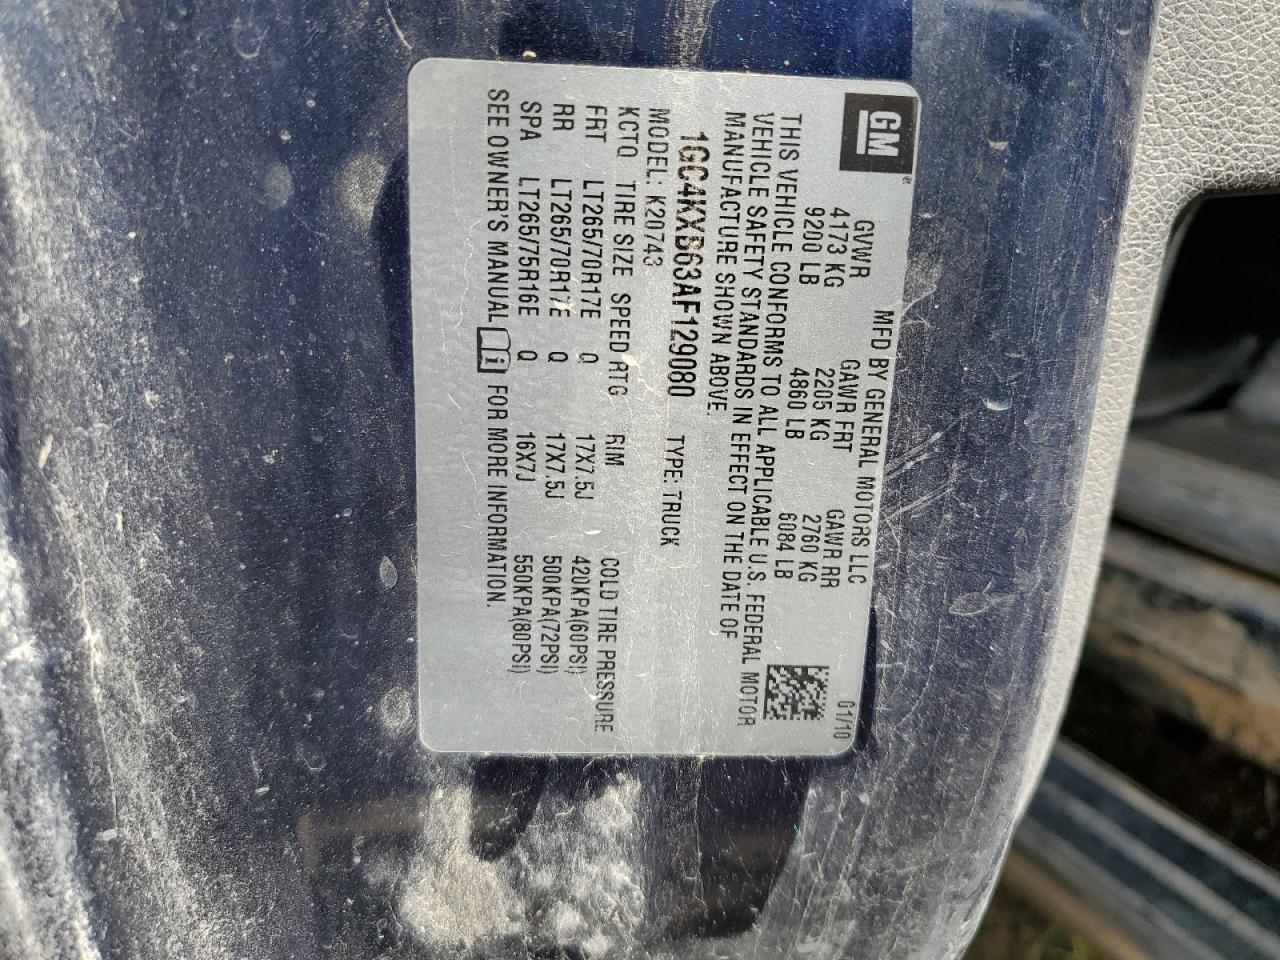 GM
MFD BY GENERAL MOTORS LLC 01/10
GVWR GAWR FRT GAWR RR
4173 KG 2205 KG 2760 KG
9200 LB 4860 LB 6084 LB
THIS VEHICLE CONFORMS TO ALL APPLICABLE U.S. FEDERAL MOTOR
VEHICLE SAFETY STANDARDS IN EFFECT ON THE DATE OF
MANUFACTURE SHOWN ABOVE.
1GC4KXB63AF129080 TYPE: TRUCK
MODEL: K20743
KCTQ TIRE SIZE SPEED RTG RIM COLD TIRE PRESSURE
FRT LT265/70R17E Q 17X7.5J 420KPA(60PSI)
RR LT265/70R17E Q 17X7.5J 500KPA(72PSI)
SPA LT265/75R16E Q 16X7J 550KPA(80PSI)
SEE OWNER'S MANUAL i FOR MORE INFORMATION.